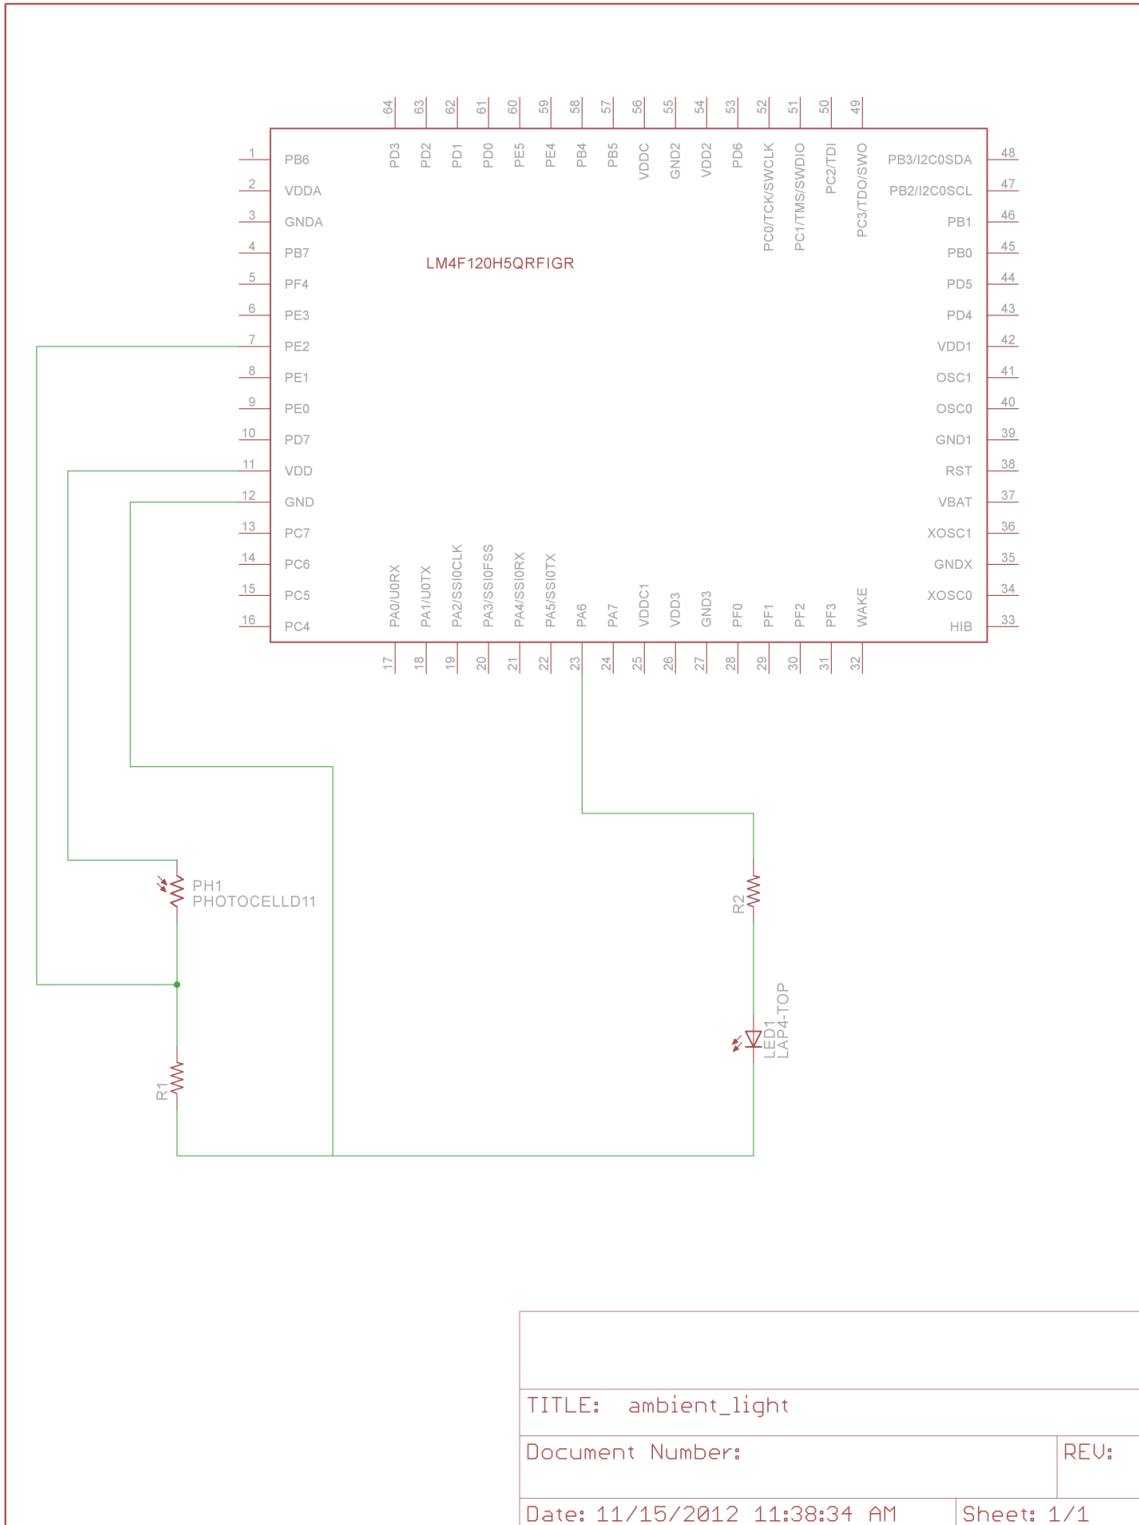 64
63
62
61
60
59
58
57
56
55
54
53
52
51
50
49
PD3
PD2
PD1
PD0
PE5
PE4
PB4
PB5
VDDC
GND2
VDD2
PD6
PC0/TCK/SWCLK
PC1/TMS/SWDIO
PC2/TDI
PC3/TDO/SWO
1 PB6
2 VDDA
3 GNDA
4 PB7
5 PF4
6 PE3
7 PE2
8 PE1
9 PE0
10 PD7
11 VDD
12 GND
13 PC7
14 PC6
15 PC5
16 PC4
LM4F120H5QRFIGR
PB3/I2C0SDA 48
PB2/I2C0SCL 47
PB1 46
PB0 45
PD5 44
PD4 43
VDD1 42
OSC1 41
OSC0 40
GND1 39
RST 38
VBAT 37
XOSC1 36
GNDX 35
XOSC0 34
HIB 33
PA0/U0RX
PA1/U0TX
PA2/SSI0CLK
PA3/SSI0FSS
PA4/SSI0RX
PA5/SSI0TX
PA6
PA7
VDDC1
VDD3
GND3
PF0
PF1
PF2
PF3
WAKE
17
18
19
20
21
22
23
24
25
26
27
28
29
30
31
32
PH1
PHOTOCELLD11
R2
LED1
LAP4-TOP
R1
TITLE: ambient_light
Document Number:
REV:
Date: 11/15/2012 11:38:34 AM
Sheet: 1/1